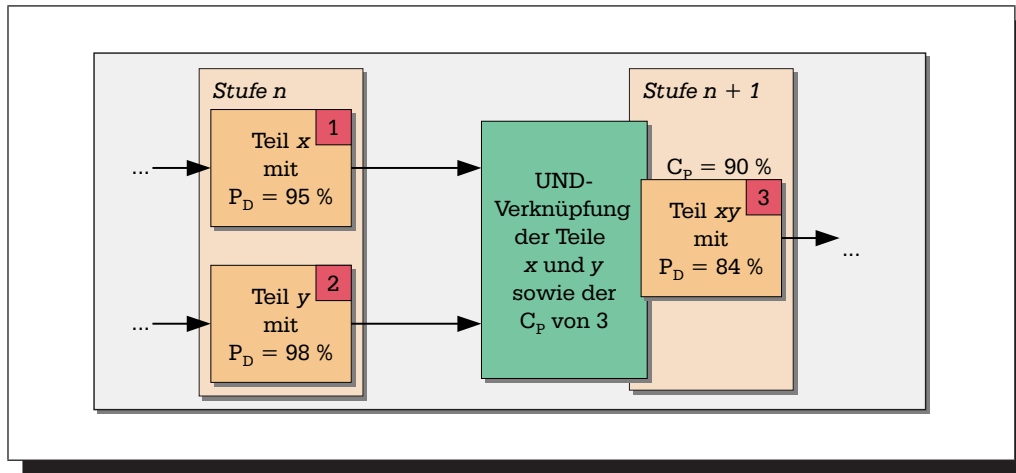 Stufe n
1
Teil x
mit
P_D = 95 %
...
2
Teil y
mit
P_D = 98 %
...
UND-
Verknüpfung
der Teile
x und y
sowie der
C_P von 3
Stufe n + 1
C_P = 90 %
3
Teil xy
mit
P_D = 84 %
...